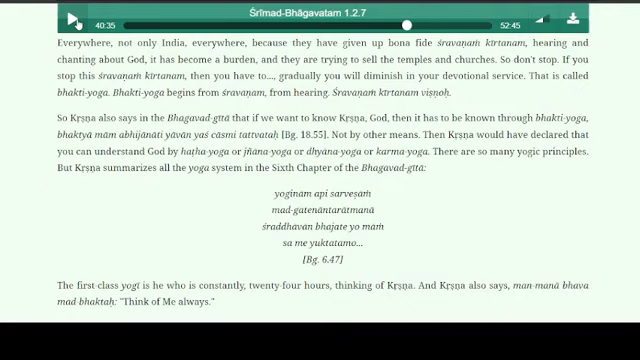 Śrīmad-Bhāgavatam 1.2.7
40:35
52:45
Everywhere, not only India, everywhere, because they have given up bona fide śravaṇaṁ kīrtanam, hearing and
chanting about God, it has become a burden, and they are trying to sell the temples and churches. So don't stop. If you
stop this śravaṇaṁ kīrtanam, then you have to..., gradually you will diminish in your devotional service. That is called
bhakti-yoga. Bhakti-yoga begins from śravaṇam, from hearing. Śravaṇaṁ kīrtanaṁ viṣṇoḥ.
So Kṛṣṇa also says in the Bhagavad-gītā that if we want to know Kṛṣṇa, God, then it has to be known through bhakti-yoga,
bhaktyā mām abhijānāti yāvān yaś cāsmi tattvataḥ [Bg. 18.55]. Not by other means. Then Kṛṣṇa would have declared that
you can understand God by haṭha-yoga or jñāna-yoga or dhyāna-yoga or karma-yoga. There are so many yogic principles.
But Kṛṣṇa summarizes all the yoga system in the Sixth Chapter of the Bhagavad-gītā:
yoginām api sarveṣāṁ
mad-gatenāntarātmanā
śraddhāvān bhajate yo māṁ
sa me yuktatamo...
[Bg. 6.47]
The first-class yogī is he who is constantly, twenty-four hours, thinking of Kṛṣṇa. And Kṛṣṇa also says, man-manā bhava
mad-bhaktaḥ: "Think of Me always."